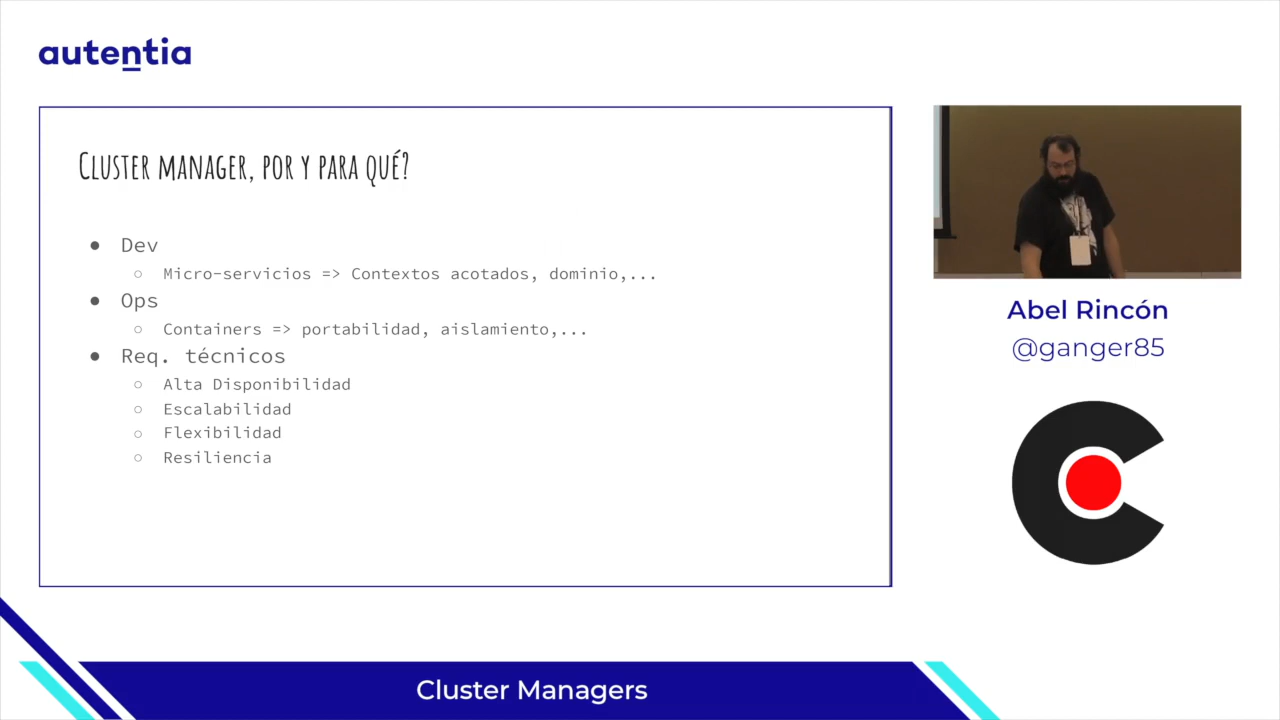 autentia
Cluster manager, por y para qué?
● Dev
○ Micro-servicios => Contextos acotados, dominio,...
● Ops
○ Containers => portabilidad, aislamiento,...
● Req. técnicos
○ Alta Disponibilidad
○ Escalabilidad
○ Flexibilidad
○ Resiliencia
Abel Rincón
@ganger85
Cluster Managers